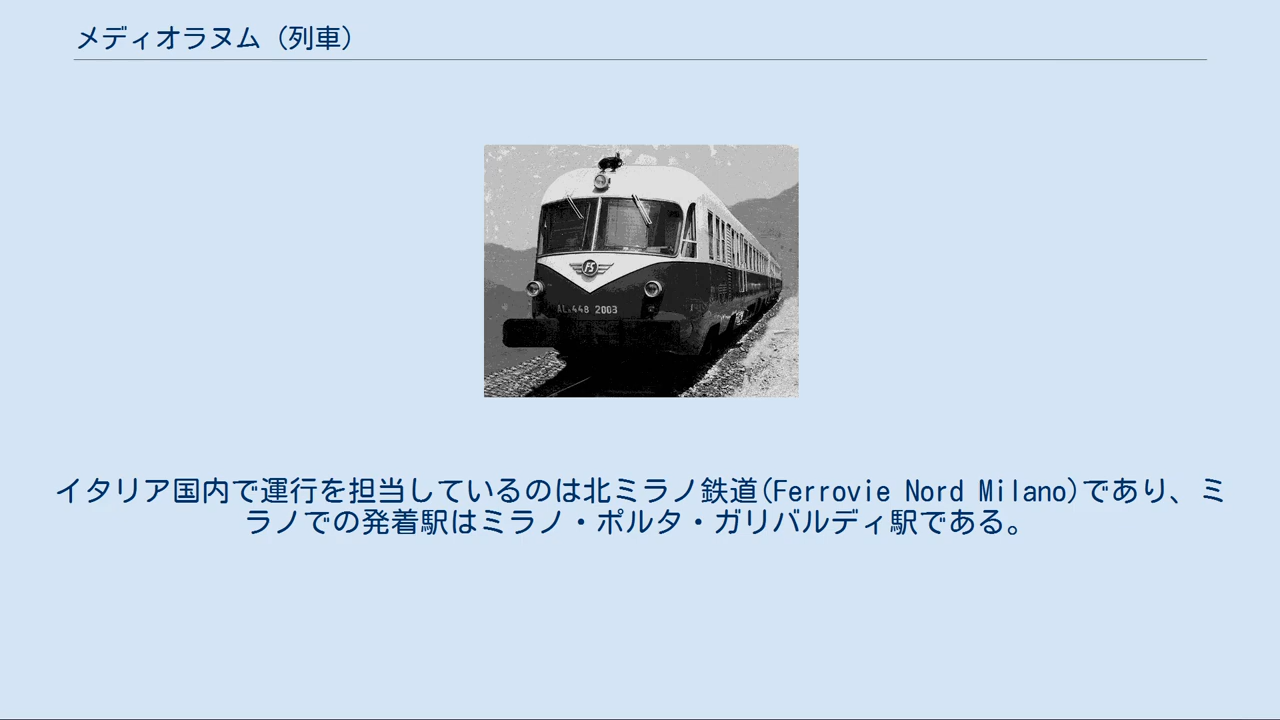 メディオラヌム（列車）
FS
ALn448 2003
イタリア国内で運行を担当しているのは北ミラノ鉄道(Ferrovie Nord Milano)であり、ミ
ラノでの発着駅はミラノ・ポルタ・ガリバルディ駅である。